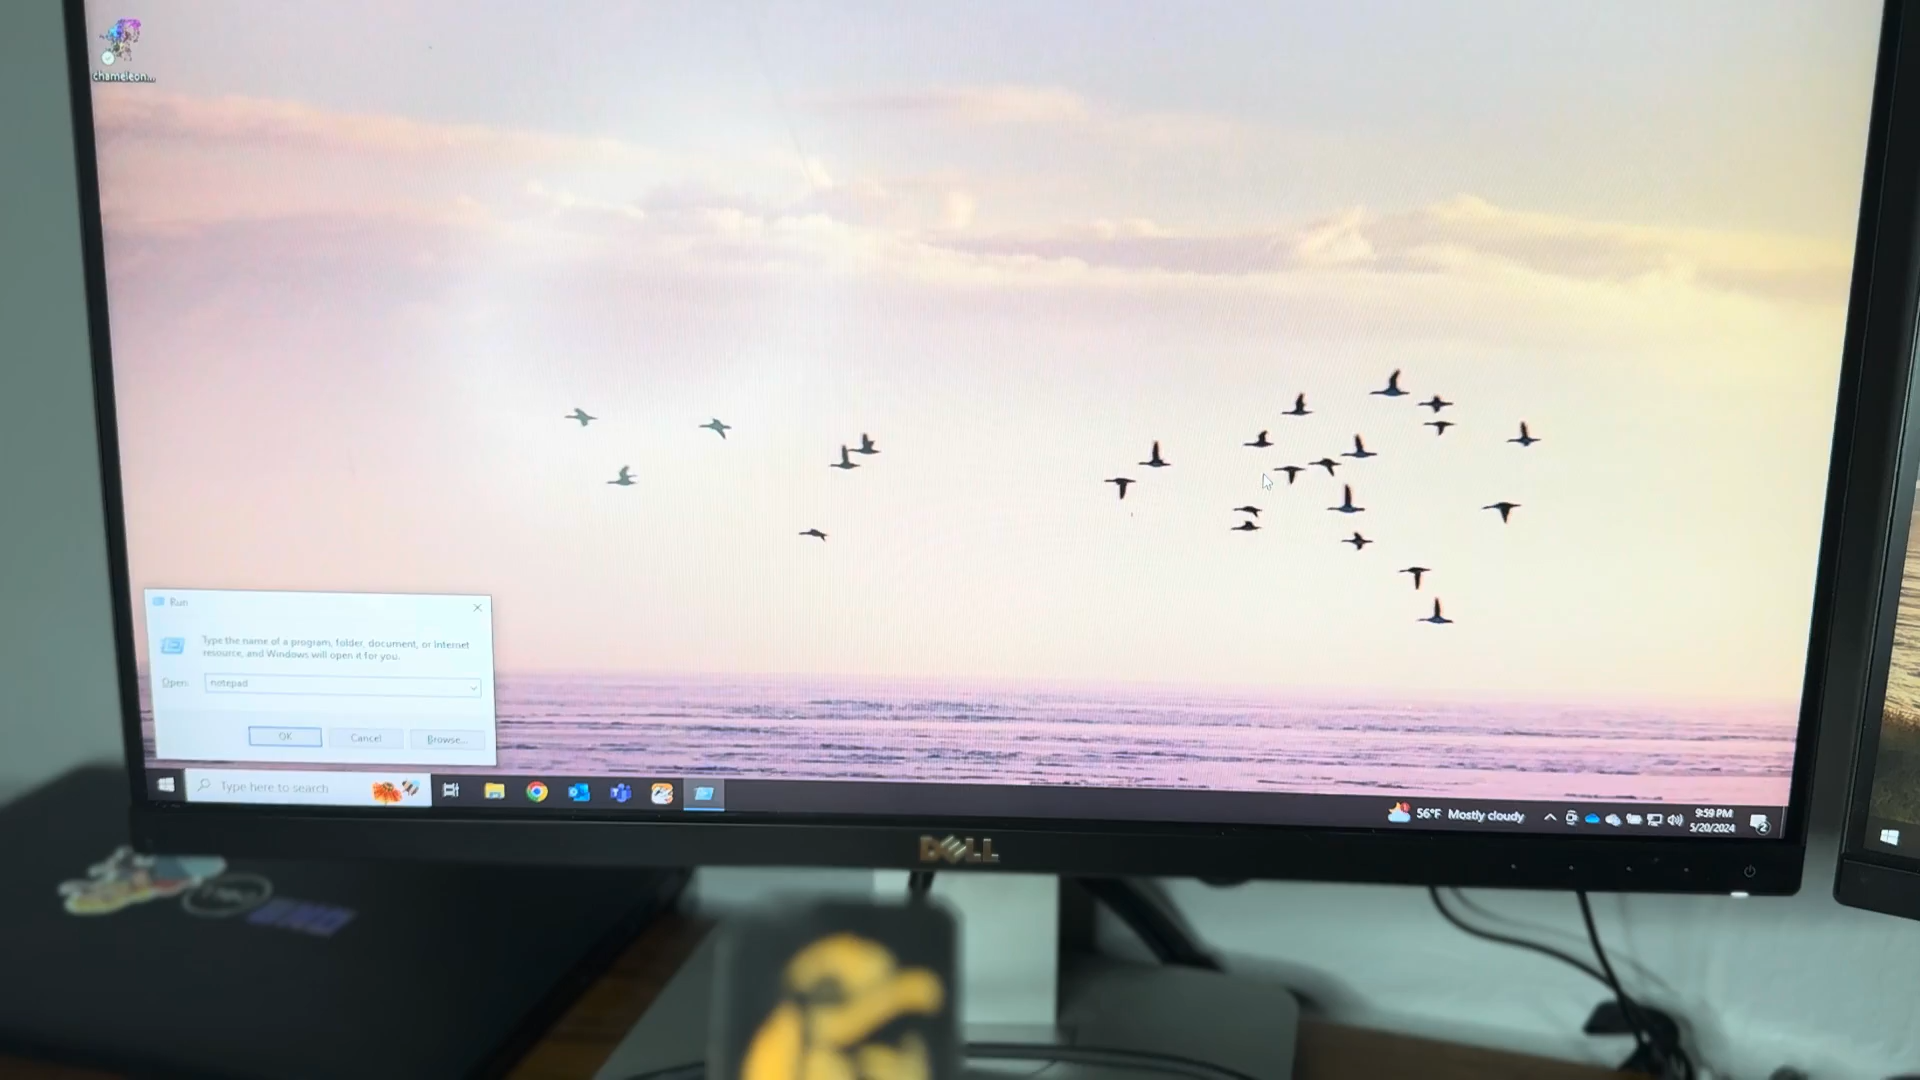 chameleon...
Run
Type the name of a program, folder, document, or Internet
resource, and Windows will open it for you.
Open:
notepad
OK
Cancel
Browse...
Type here to search
56°F Mostly cloudy
9:59 PM
5/20/2024
2
DELL